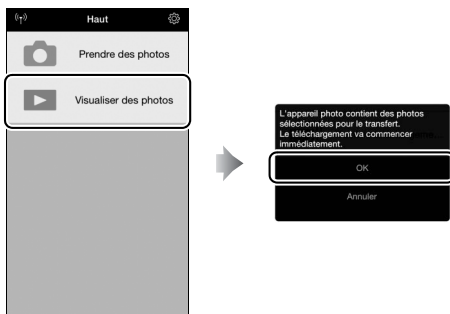 Haut
Prendre des photos
Visualiser des photos
L'appareil photo contient des photos
sélectionnées pour le transfert.
Le téléchargement va commencer
immédiatement.
OK
Annuler